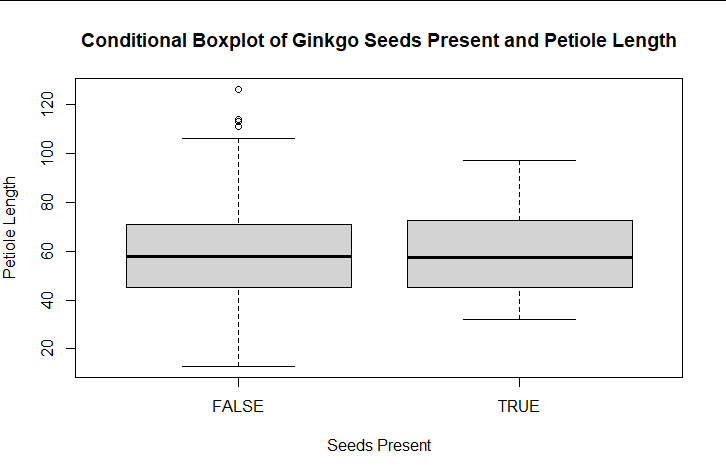 Conditional Boxplot of Ginkgo Seeds Present and Petiole Length
120
100
80
60
40
20
Petiole Length
FALSE TRUE
Seeds Present